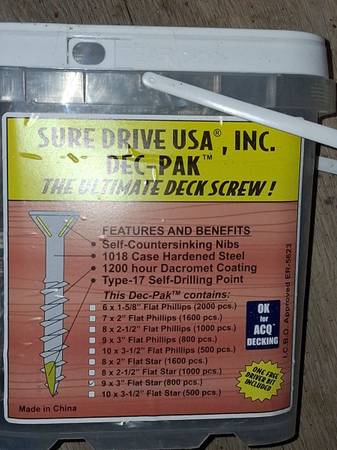 SURE DRIVE USA®, INC.
DEC-PAK™
THE ULTIMATE DECK SCREW!
FEATURES AND BENEFITS
Self-Countersinking Nibs
1018 Case Hardened Steel
1200 hour Dacromet Coating
Type-17 Self-Drilling Point
This Dec-Pak™ contains:
6 x 1-5/8" Flat Phillips (2000 pcs.)
7 x 2" Flat Phillips (1600 pcs.)
8 x 2-1/2" Flat Phillips (1000 pcs.)
9 x 3" Flat Phillips (800 pcs.)
10 x 3-1/2" Flat Phillips (500 pcs.)
8 x 2" Flat Star (1600 pcs.)
8 x 2-1/2" Flat Star (1000 pcs.)
9 x 3" Flat Star (800 pcs.)
10 x 3-1/2" Flat Star (500 pcs.)
OK
for
ACQ™
DECKING
I.C.B.O. Approved ER-5623
ONE FREE
DRIVER BIT
INCLUDED
Made in China